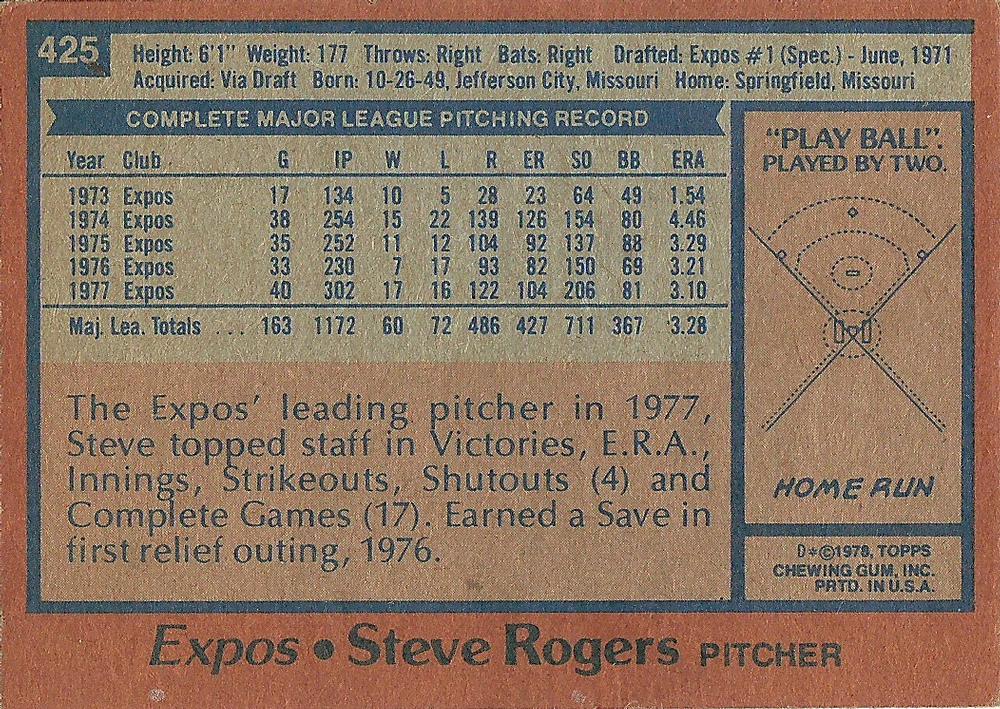 425
Height: 6'1" Weight: 177 Throws: Right Bats: Right Drafted: Expos #1 (Spec.) - June, 1971
Acquired: Via Draft Born: 10-26-49, Jefferson City, Missouri Home: Springfield, Missouri
COMPLETE MAJOR LEAGUE PITCHING RECORD
Year Club G IP W L R ER SO BB ERA
1973 Expos 17 134 10 5 28 23 64 49 1.54
1974 Expos 38 254 15 22 139 126 154 80 4.46
1975 Expos 35 252 11 12 104 92 137 88 3.29
1976 Expos 33 230 7 17 93 82 150 69 3.21
1977 Expos 40 302 17 16 122 104 206 81 3.10
Maj. Lea. Totals ... 163 1172 60 72 486 427 711 367 3.28
The Expos' leading pitcher in 1977,
Steve topped staff in Victories, E.R.A.,
Innings, Strikeouts, Shutouts (4) and
Complete Games (17). Earned a Save in
first relief outing, 1976.
"PLAY BALL".
PLAYED BY TWO.
HOME RUN
D*©1978, TOPPS
CHEWING GUM, INC.
PRTD. IN U.S.A.
Expos • Steve Rogers PITCHER